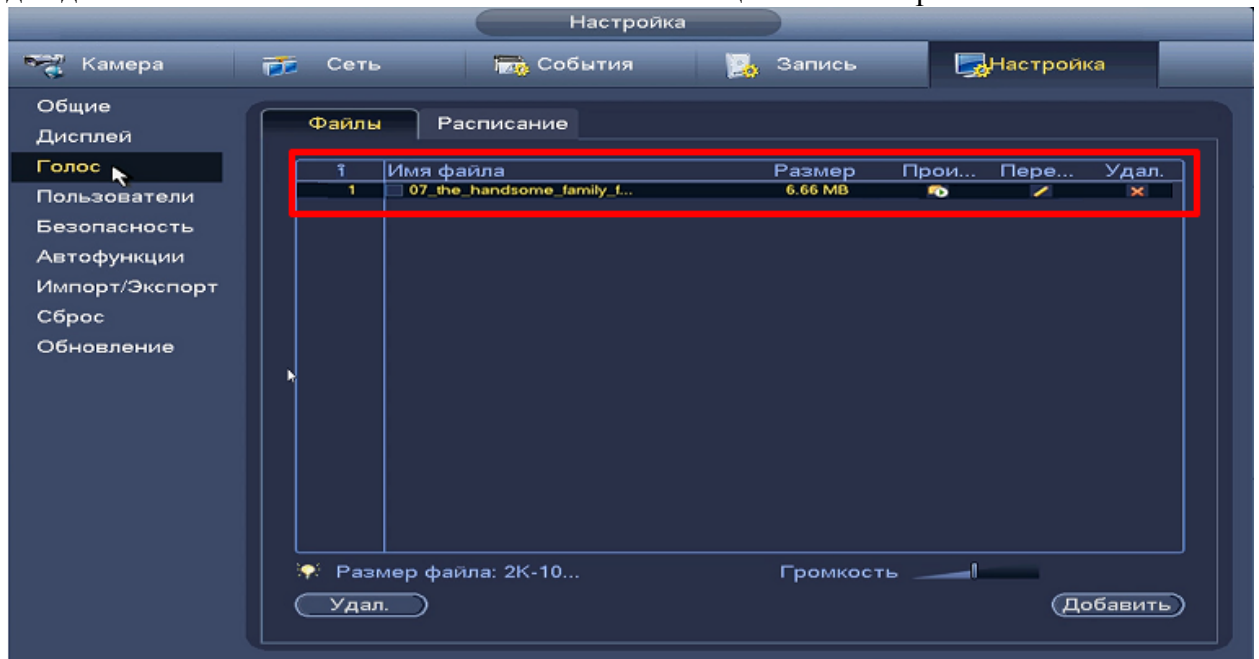 Настройка
Камера Сеть События Запись Настройка
Общие
Дисплей
Голос
Пользователи
Безопасность
Автофункции
Импорт/Экспорт
Сброс
Обновление
Файлы Расписание
1 Имя файла Размер Прои... Пере... Удал.
1 07_the_handsome_family_f... 6.66 MB
Размер файла: 2K-10... Громкость
Удал. Добавить